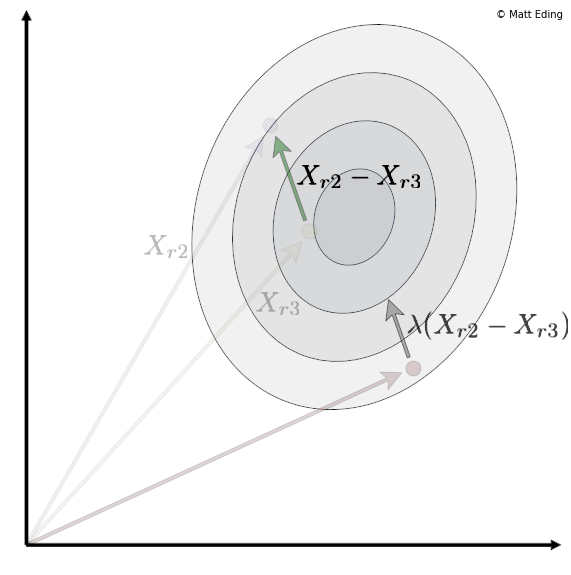 © Matt Eding
X_{r2} − X_{r3}
X_{r2}
X_{r3}
λ(X_{r2} − X_{r3})